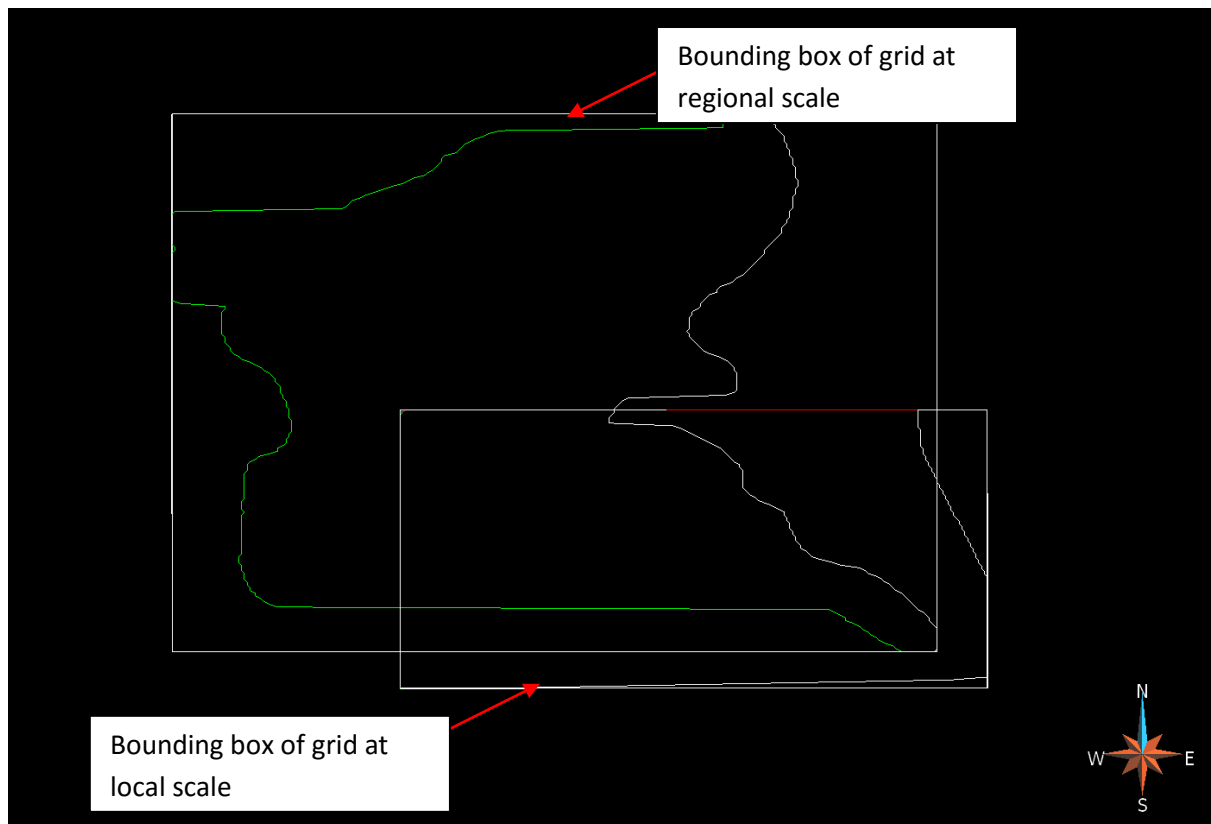 Bounding box of grid at
regional scale
Bounding box of grid at
local scale
N
W E
S